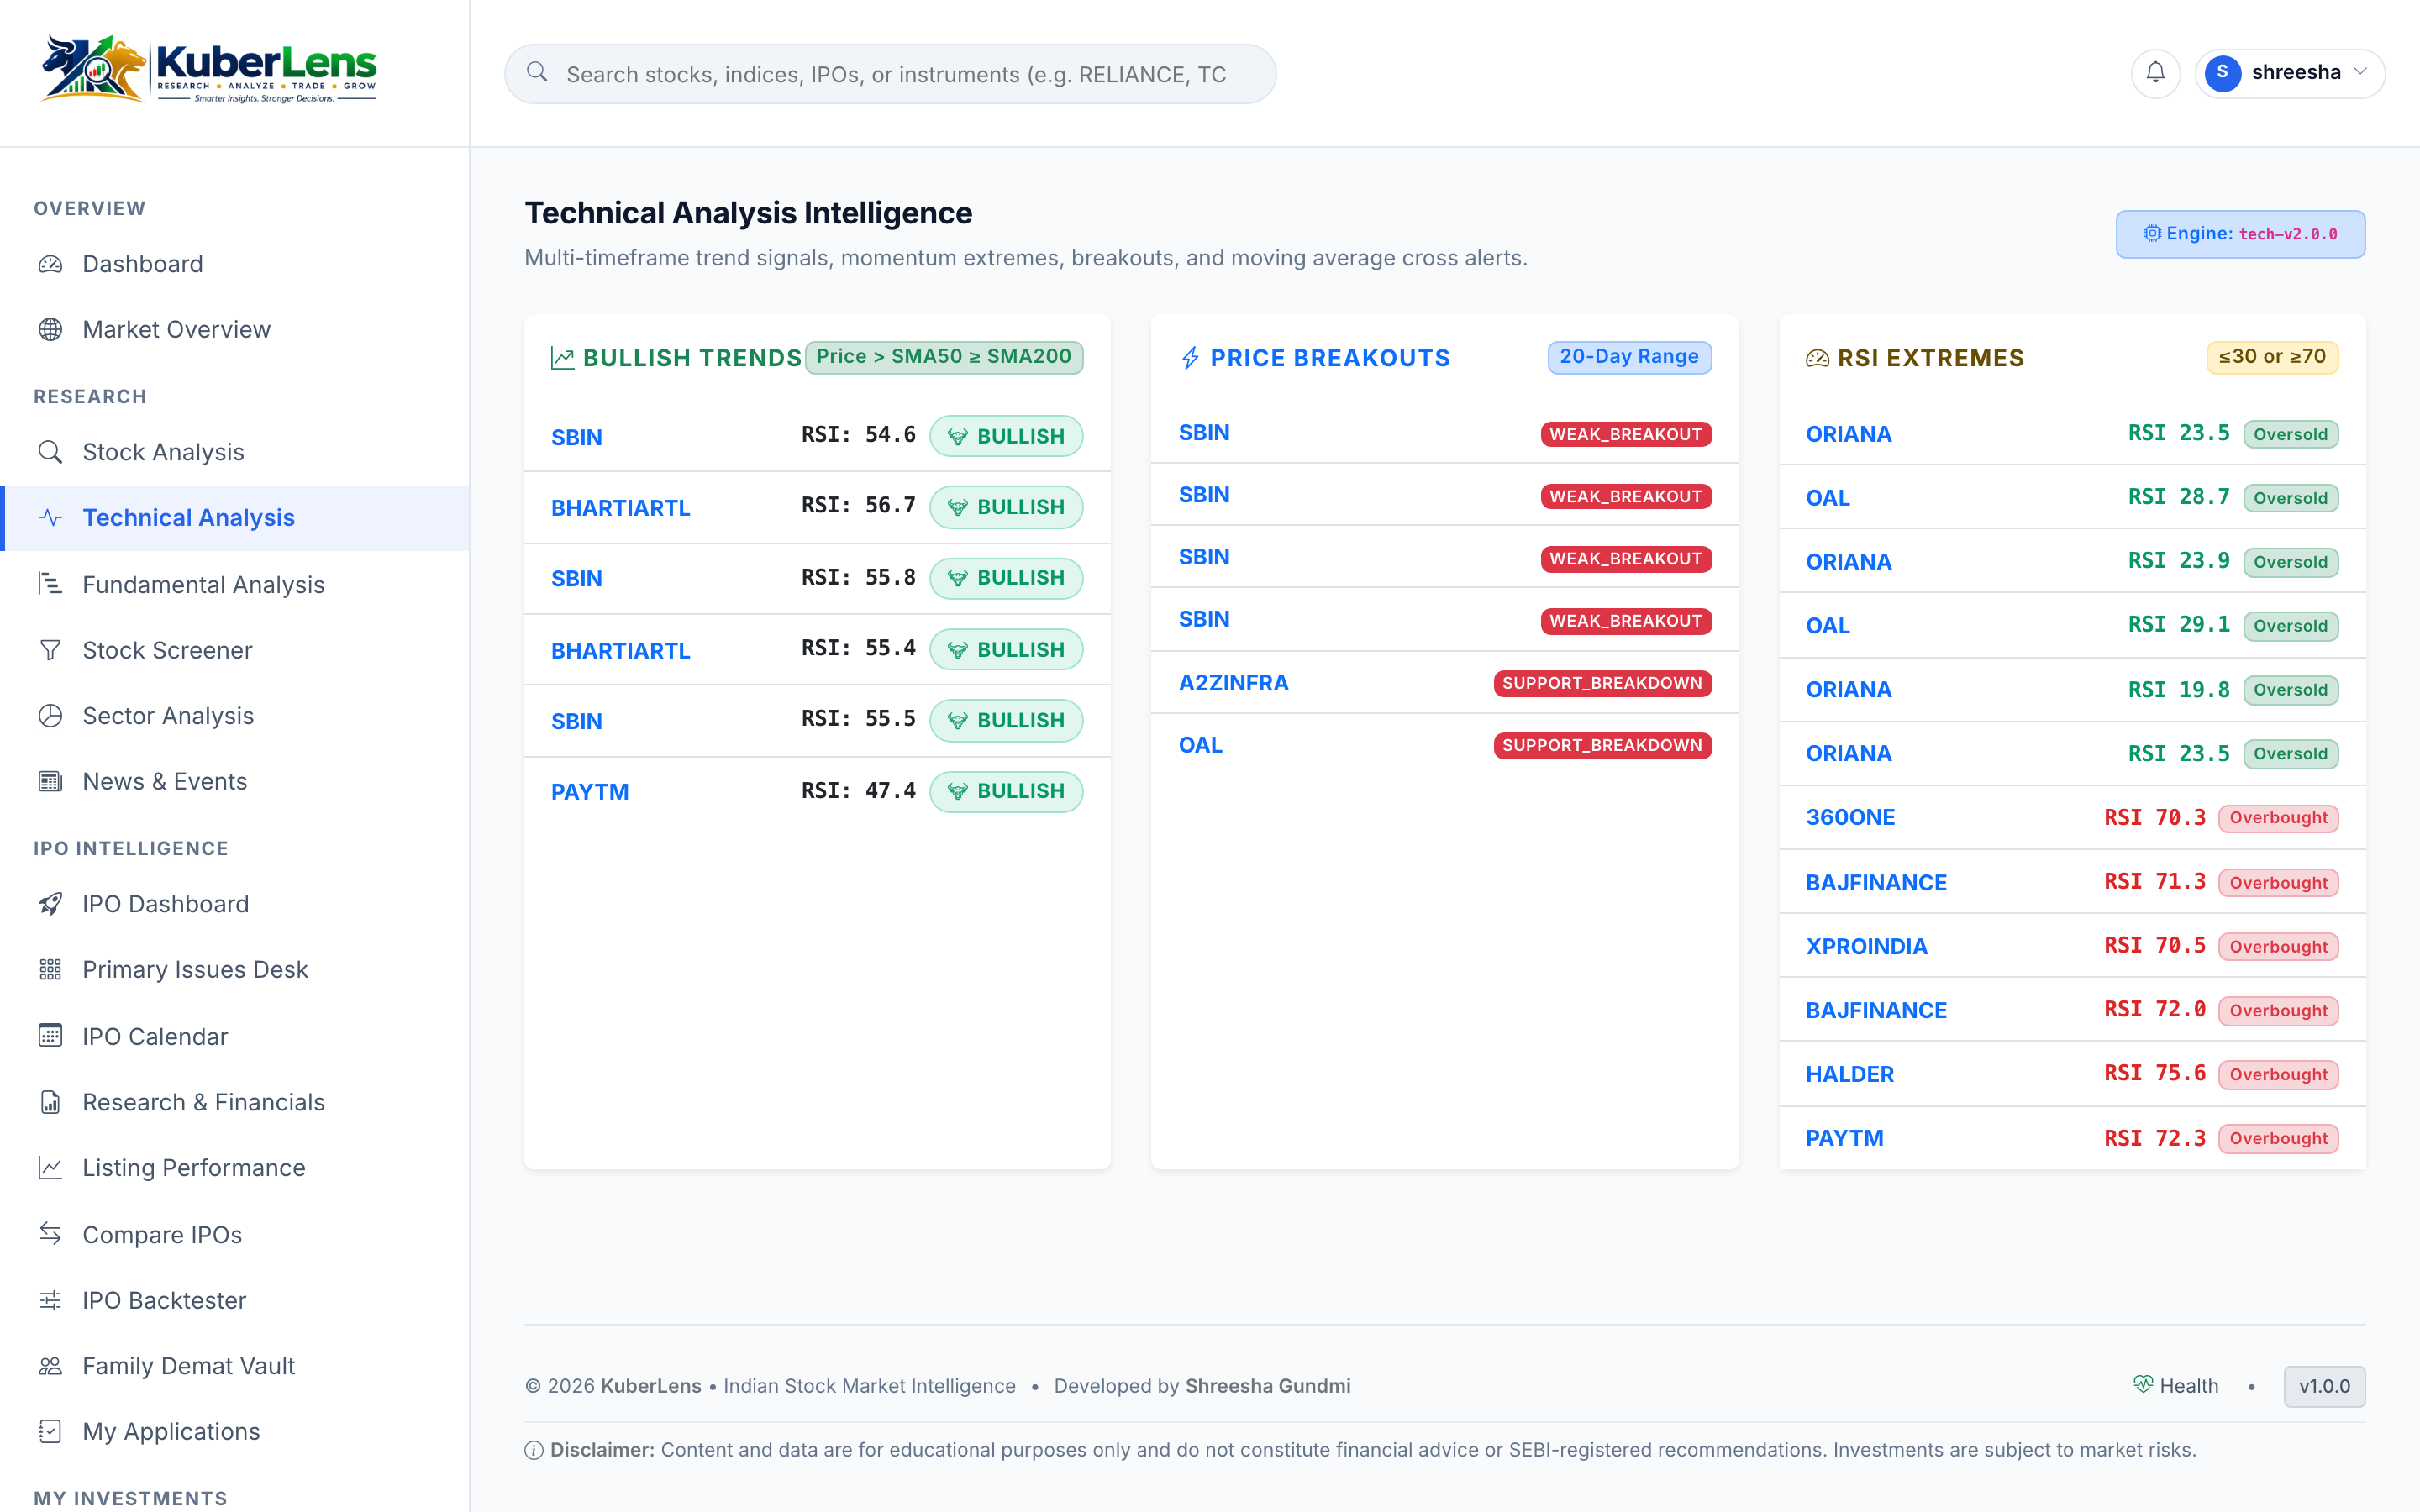 KuberLens
RESEARCH • ANALYZE • TRADE • GROW
Smarter Insights. Stronger Decisions.
Search stocks, indices, IPOs, or instruments (e.g. RELIANCE, TC
S shreesha
OVERVIEW
Dashboard
Market Overview
RESEARCH
Stock Analysis
Technical Analysis
Fundamental Analysis
Stock Screener
Sector Analysis
News & Events
IPO INTELLIGENCE
IPO Dashboard
Primary Issues Desk
IPO Calendar
Research & Financials
Listing Performance
Compare IPOs
IPO Backtester
Family Demat Vault
My Applications
MY INVESTMENTS
Technical Analysis Intelligence
Multi-timeframe trend signals, momentum extremes, breakouts, and moving average cross alerts.
Engine: tech-v2.0.0
BULLISH TRENDS Price > SMA50 ≥ SMA200
SBIN RSI: 54.6 BULLISH
BHARTIARTL RSI: 56.7 BULLISH
SBIN RSI: 55.8 BULLISH
BHARTIARTL RSI: 55.4 BULLISH
SBIN RSI: 55.5 BULLISH
PAYTM RSI: 47.4 BULLISH
PRICE BREAKOUTS 20-Day Range
SBIN WEAK_BREAKOUT
SBIN WEAK_BREAKOUT
SBIN WEAK_BREAKOUT
SBIN WEAK_BREAKOUT
A2ZINFRA SUPPORT_BREAKDOWN
OAL SUPPORT_BREAKDOWN
RSI EXTREMES ≤30 or ≥70
ORIANA RSI 23.5 Oversold
OAL RSI 28.7 Oversold
ORIANA RSI 23.9 Oversold
OAL RSI 29.1 Oversold
ORIANA RSI 19.8 Oversold
ORIANA RSI 23.5 Oversold
360ONE RSI 70.3 Overbought
BAJFINANCE RSI 71.3 Overbought
XPROINDIA RSI 70.5 Overbought
BAJFINANCE RSI 72.0 Overbought
HALDER RSI 75.6 Overbought
PAYTM RSI 72.3 Overbought
© 2026 KuberLens • Indian Stock Market Intelligence • Developed by Shreesha Gundmi
Health • v1.0.0
Disclaimer: Content and data are for educational purposes only and do not constitute financial advice or SEBI-registered recommendations. Investments are subject to market risks.